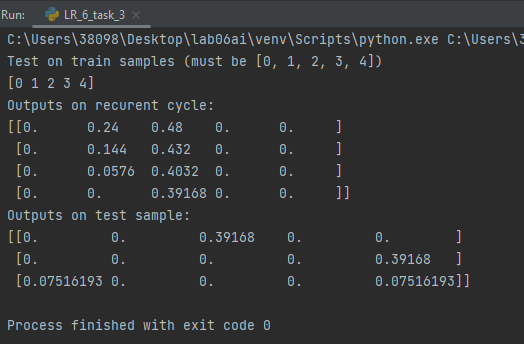 Run: LR_6_task_3 ×
C:\Users\38098\Desktop\lab06ai\venv\Scripts\python.exe C:\Users\3
Test on train samples (must be [0, 1, 2, 3, 4])
[0 1 2 3 4]
Outputs on recurent cycle:
[[0.      0.24    0.48    0.      0.     ]
 [0.      0.144   0.432   0.      0.     ]
 [0.      0.0576  0.4032  0.      0.     ]
 [0.      0.      0.39168 0.      0.     ]]
Outputs on test sample:
[[0.         0.         0.39168    0.         0.        ]
 [0.         0.         0.         0.         0.39168   ]
 [0.07516193 0.         0.         0.         0.07516193]]
Process finished with exit code 0